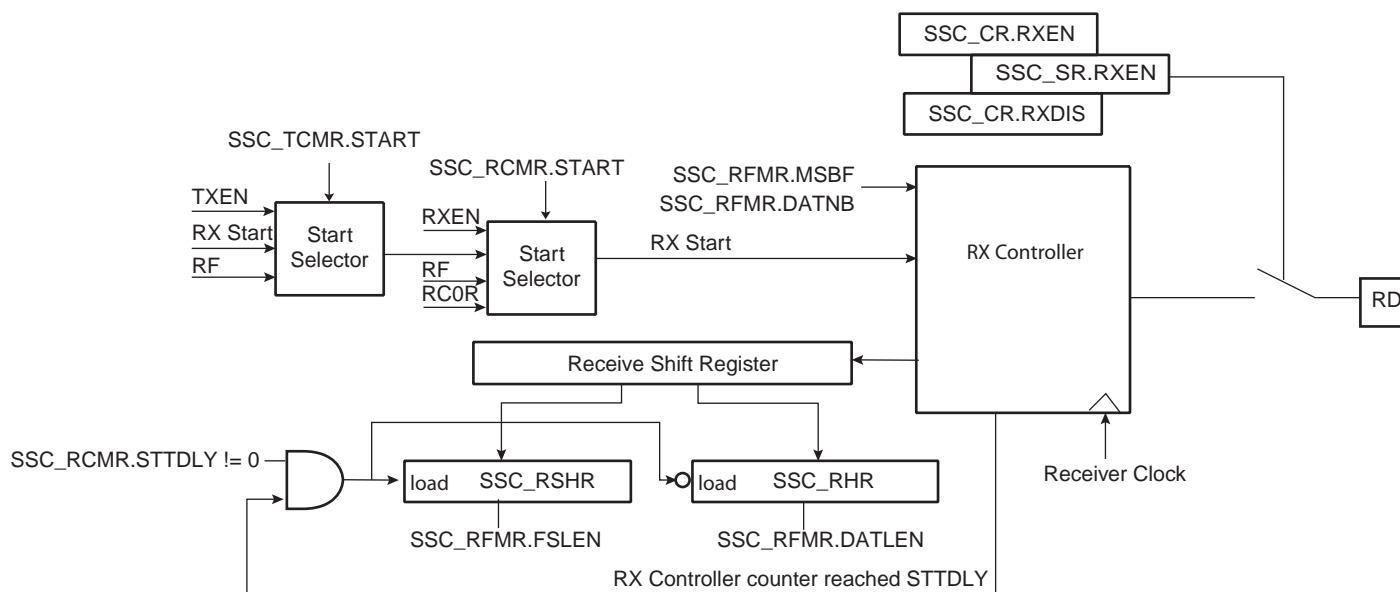 SSC_CR.RXEN
SSC_SR.RXEN
SSC_CR.RXDIS
SSC_TCMR.START
SSC_RCMR.START
SSC_RFMR.MSBF
SSC_RFMR.DATNB
TXEN
RX Start
RF
Start
Selector
RXEN
RF
RC0R
Start
Selector
RX Start
RX Controller
RD
Receive Shift Register
SSC_RCMR.STTDLY != 0
load
SSC_RSHR
load
SSC_RHR
Receiver Clock
SSC_RFMR.FSLEN
SSC_RFMR.DATLEN
RX Controller counter reached STTDLY